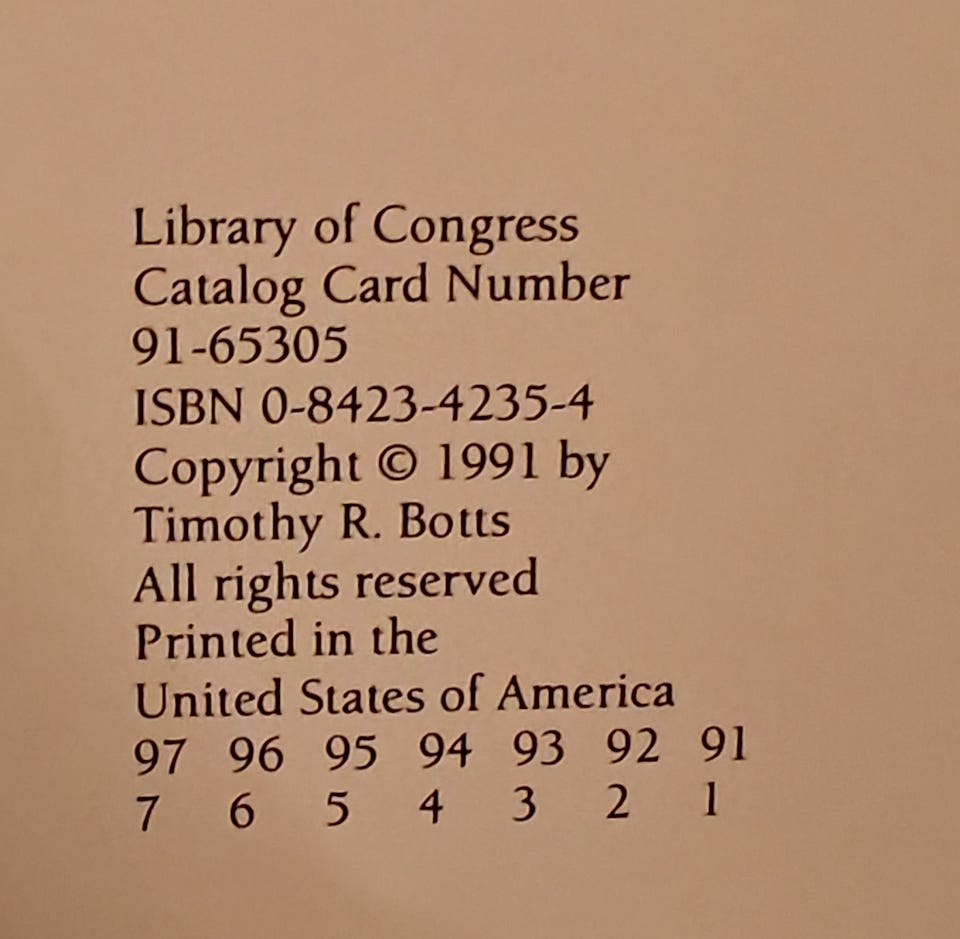 Library of Congress
Catalog Card Number
91-65305
ISBN 0-8423-4235-4
Copyright © 1991 by
Timothy R. Botts
All rights reserved
Printed in the
United States of America
97 96 95 94 93 92 91
7 6 5 4 3 2 1